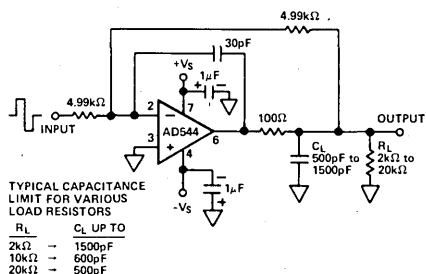 4.99kΩ
30pF
+VS
+ 1μF −
4.99kΩ
INPUT
2 −
7
AD544
3 +
6
4
100Ω
OUTPUT
CL
500pF to
1500pF
RL
2kΩ to
20kΩ
−
1μF
+
-VS
TYPICAL CAPACITANCE
LIMIT FOR VARIOUS
LOAD RESISTORS
RL CL UP TO
2kΩ → 1500pF
10kΩ → 600pF
20kΩ → 500pF